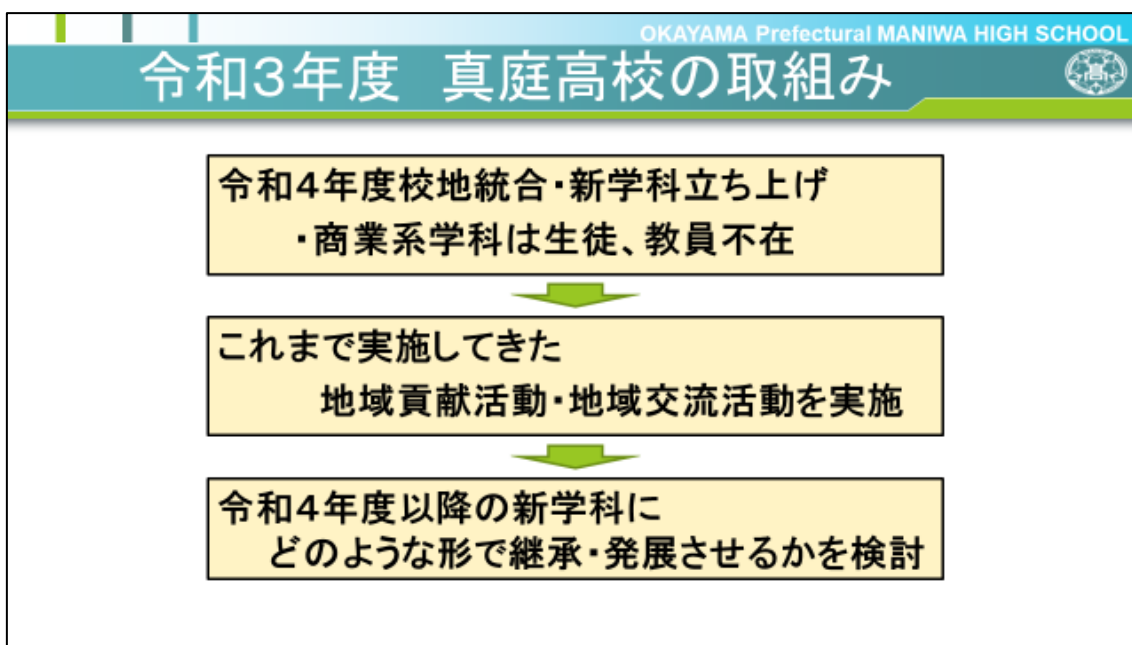 OKAYAMA Prefectural MANIWA HIGH SCHOOL
令和3年度 真庭高校の取組み
高
令和4年度校地統合・新学科立ち上げ
・商業系学科は生徒、教員不在
これまで実施してきた
地域貢献活動・地域交流活動を実施
令和4年度以降の新学科に
どのような形で継承・発展させるかを検討